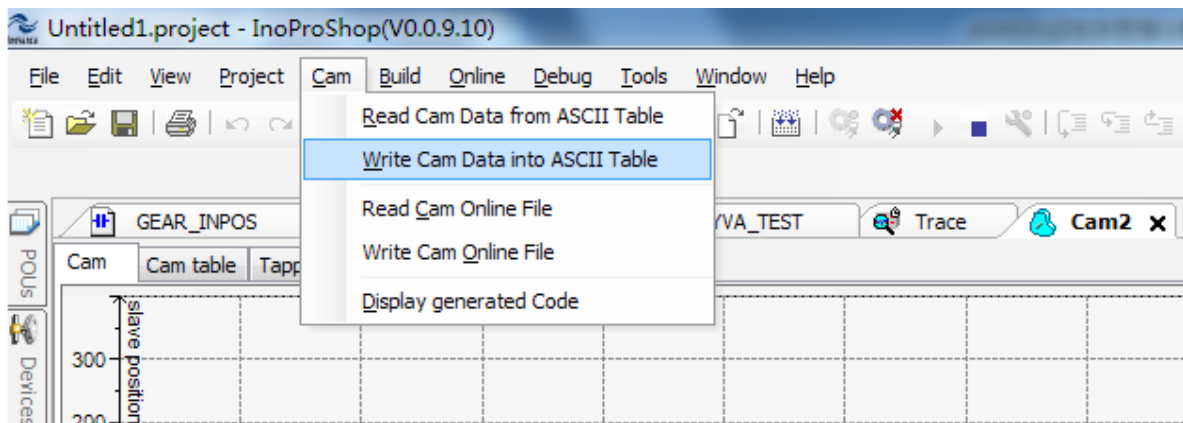 Untitled1.project - InoProShop(V0.0.9.10)
File Edit View Project Cam Build Online Debug Tools Window Help
Read Cam Data from ASCII Table
Write Cam Data into ASCII Table
Read Cam Online File
Write Cam Online File
Display generated Code
GEAR_INPOS YVA_TEST Trace Cam2 X
Cam Cam table Tapp
POUs
Devices
slave position
300
200